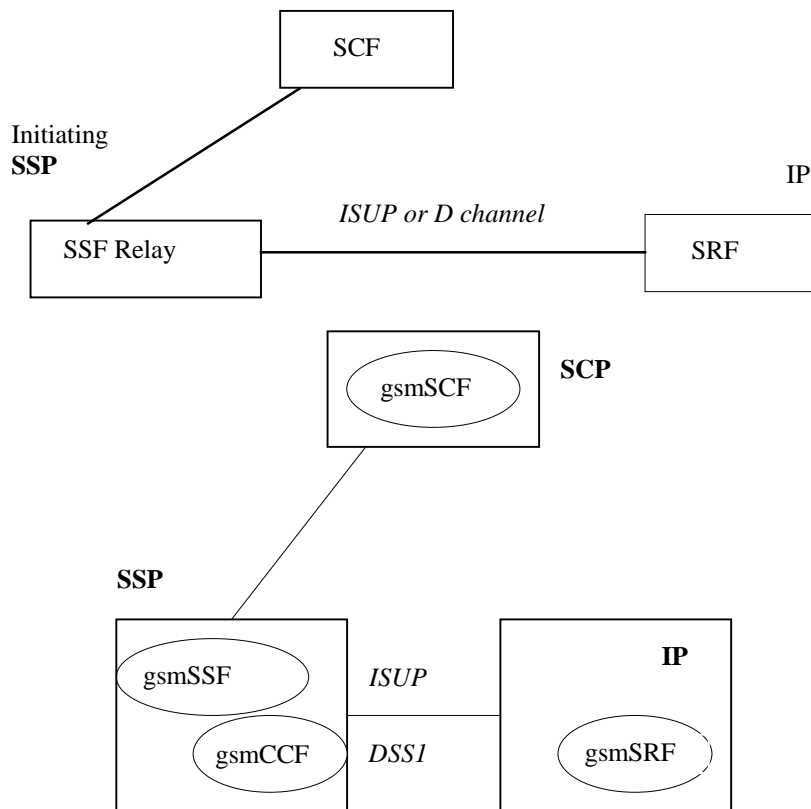 SCF
Initiating
SSP
IP
ISUP or D channel
SSF Relay
SRF
gsmSCF
SCP
SSP
IP
gsmSSF
ISUP
gsmCCF
DSS1
gsmSRF